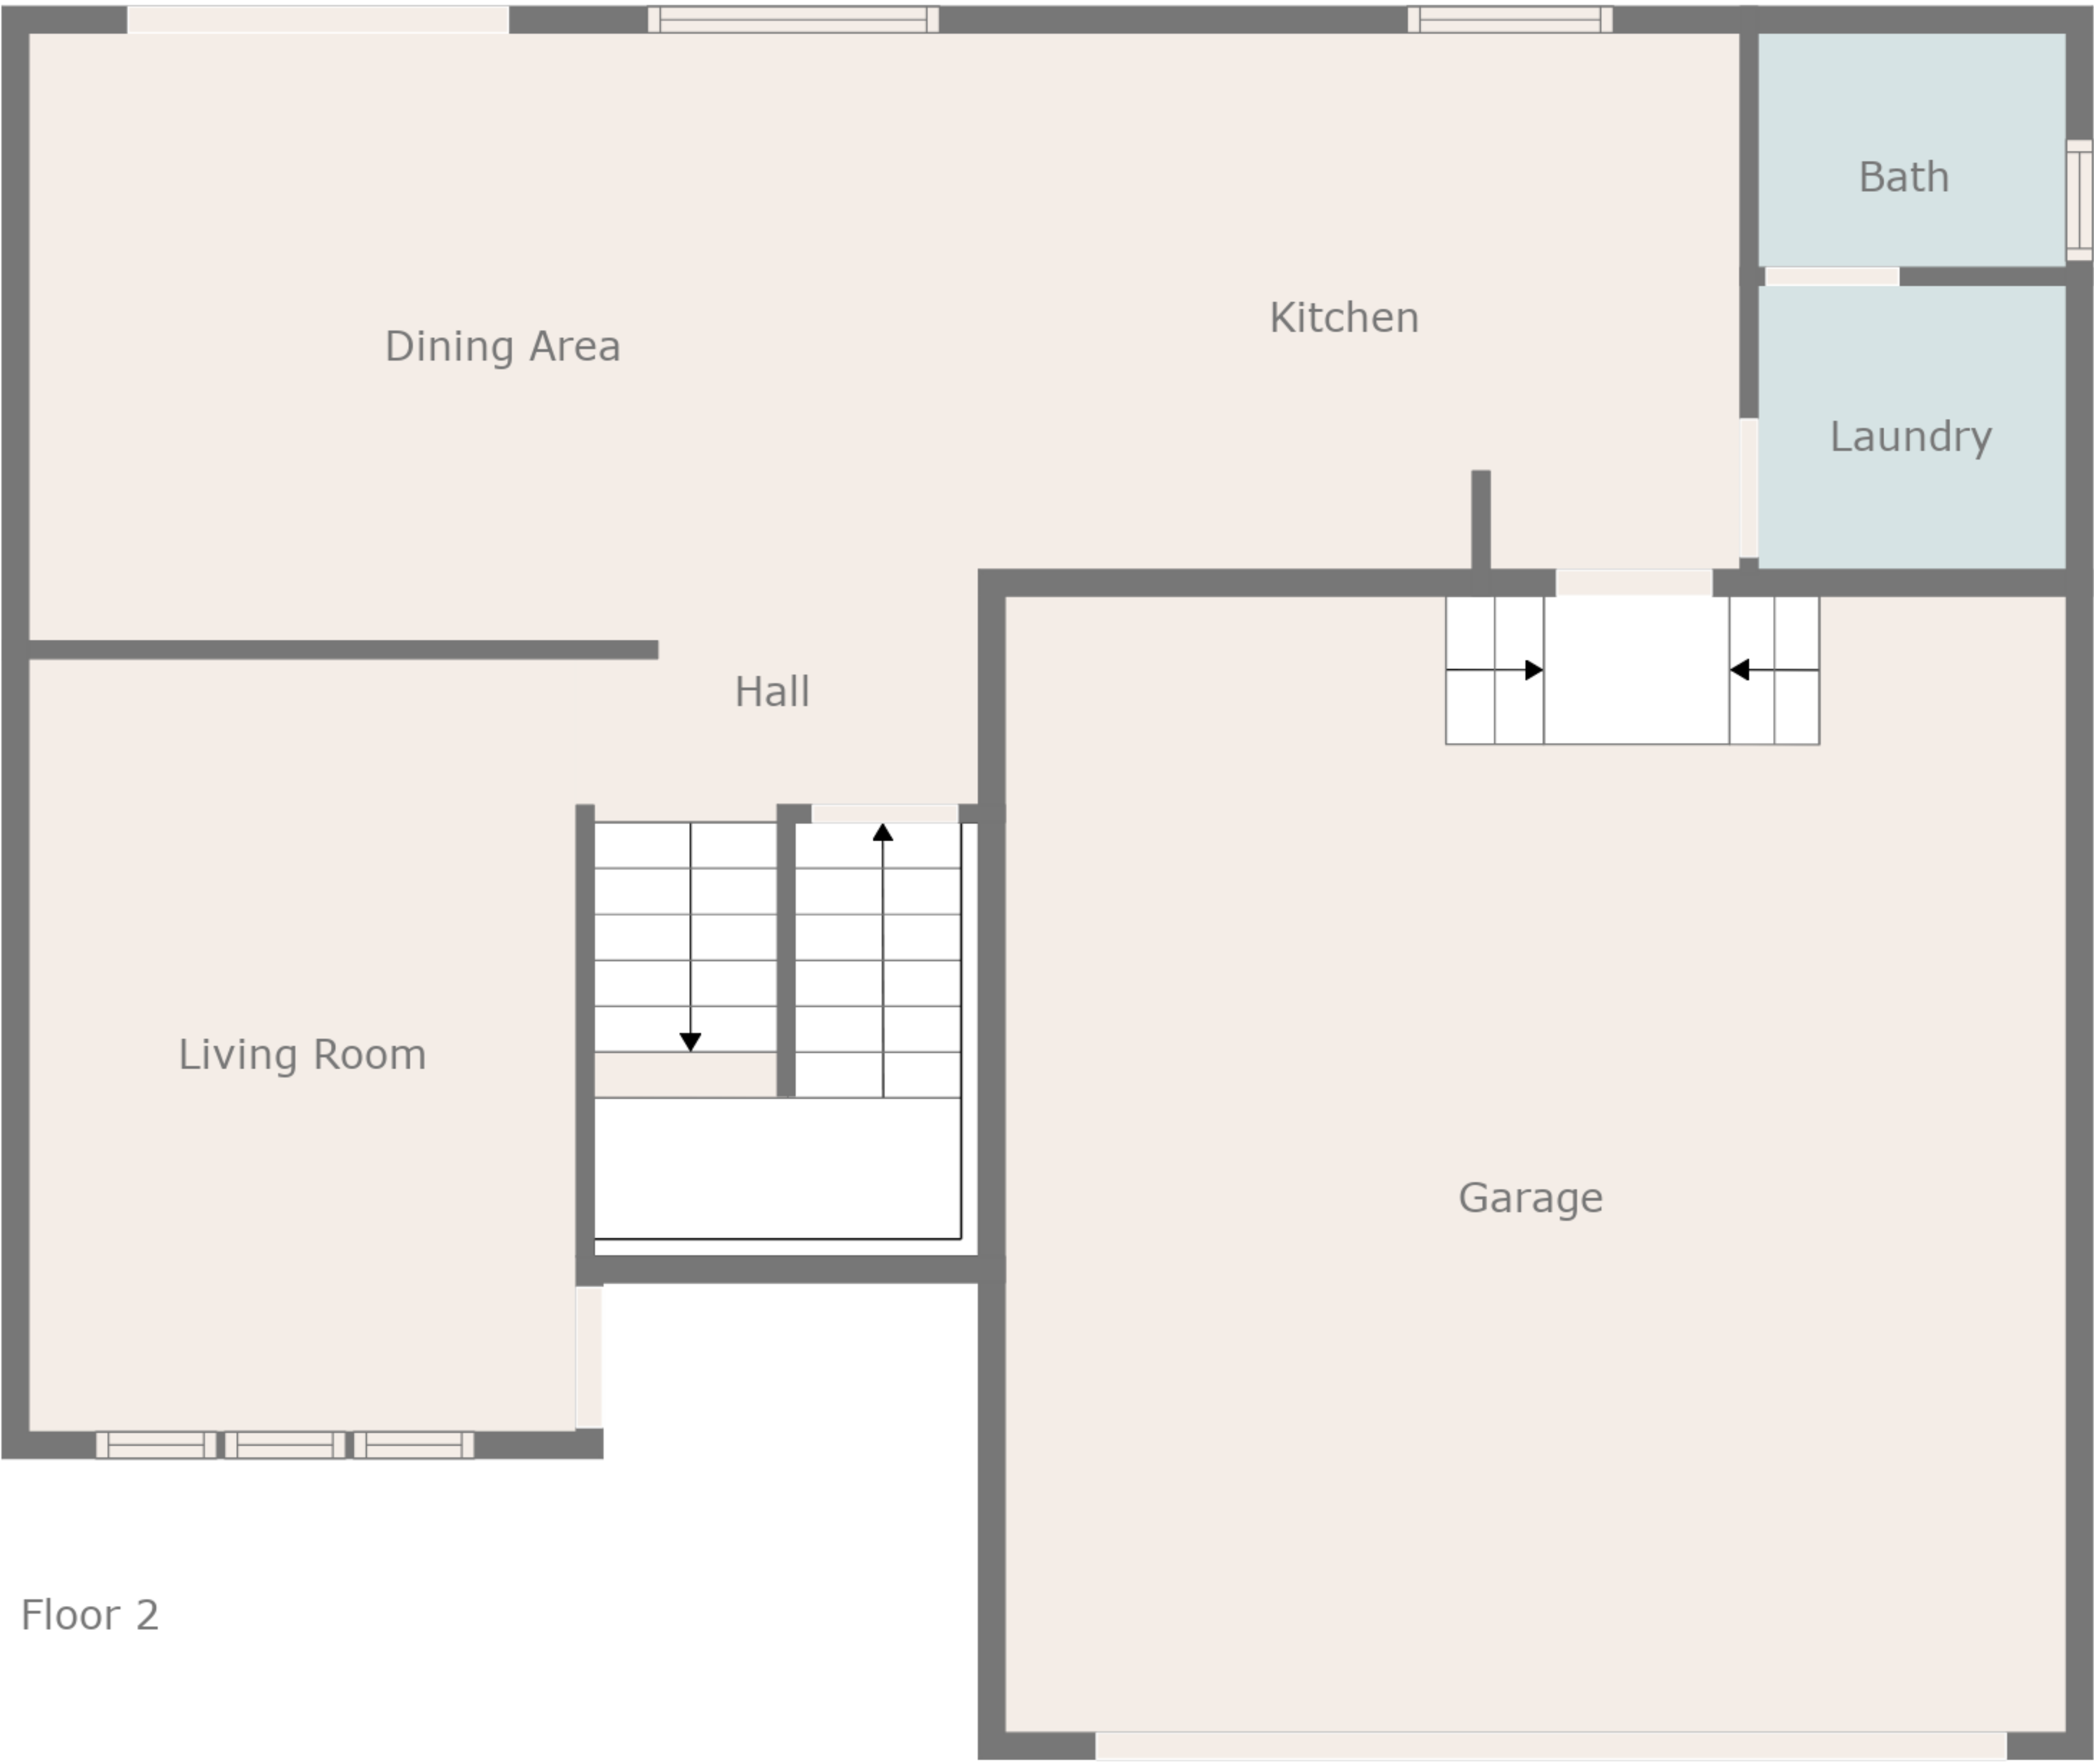 Bath
Kitchen
Dining Area
Laundry
Hall
Living Room
Garage
Floor 2